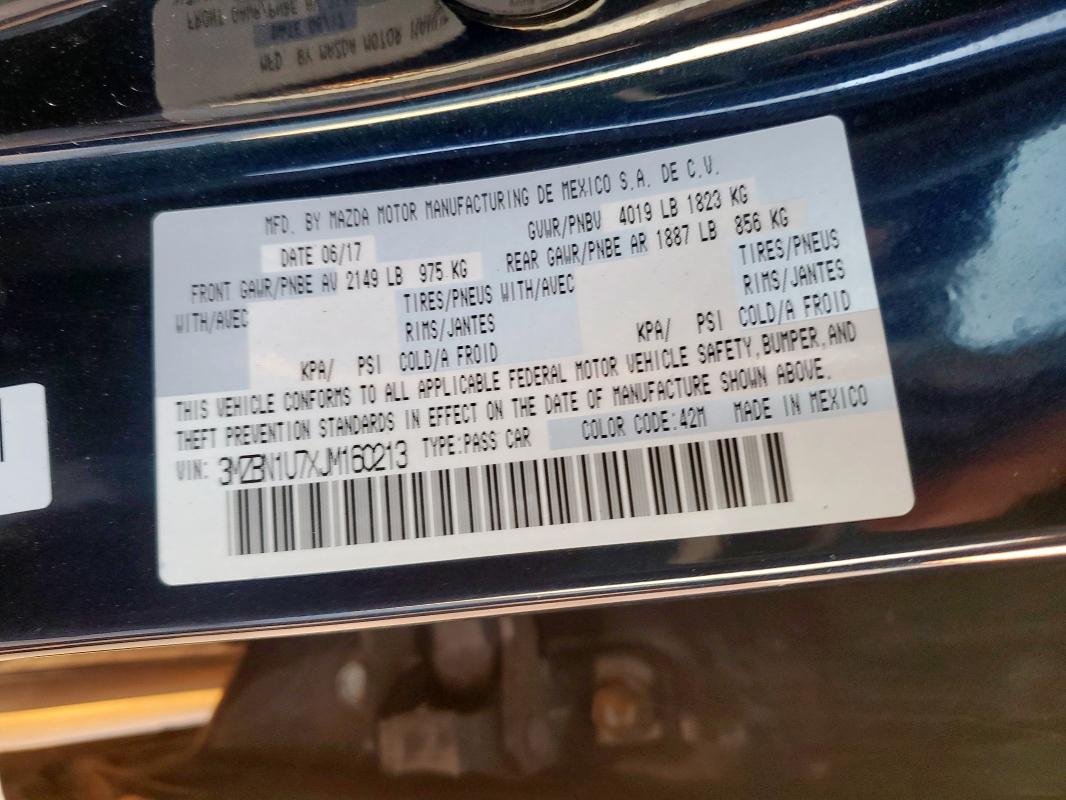 MFD. BY MAZDA MOTOR MANUFACTURING DE MEXICO S.A. DE C.V.
DATE 06/17 GVWR/PNBV 4019 LB 1823 KG
FRONT GAWR/PNBE AV 2149 LB 975 KG REAR GAWR/PNBE AR 1887 LB 856 KG
WITH/AVEC TIRES/PNEUS WITH/AVEC TIRES/PNEUS
RIMS/JANTES RIMS/JANTES
KPA/ PSI COLD/A FROID KPA/ PSI COLD/A FROID
THIS VEHICLE CONFORMS TO ALL APPLICABLE FEDERAL MOTOR VEHICLE SAFETY,BUMPER,AND
THEFT PREVENTION STANDARDS IN EFFECT ON THE DATE OF MANUFACTURE SHOWN ABOVE.
VIN: 3MZBN1U7XJM160213 TYPE:PASS CAR COLOR CODE:42M MADE IN MEXICO